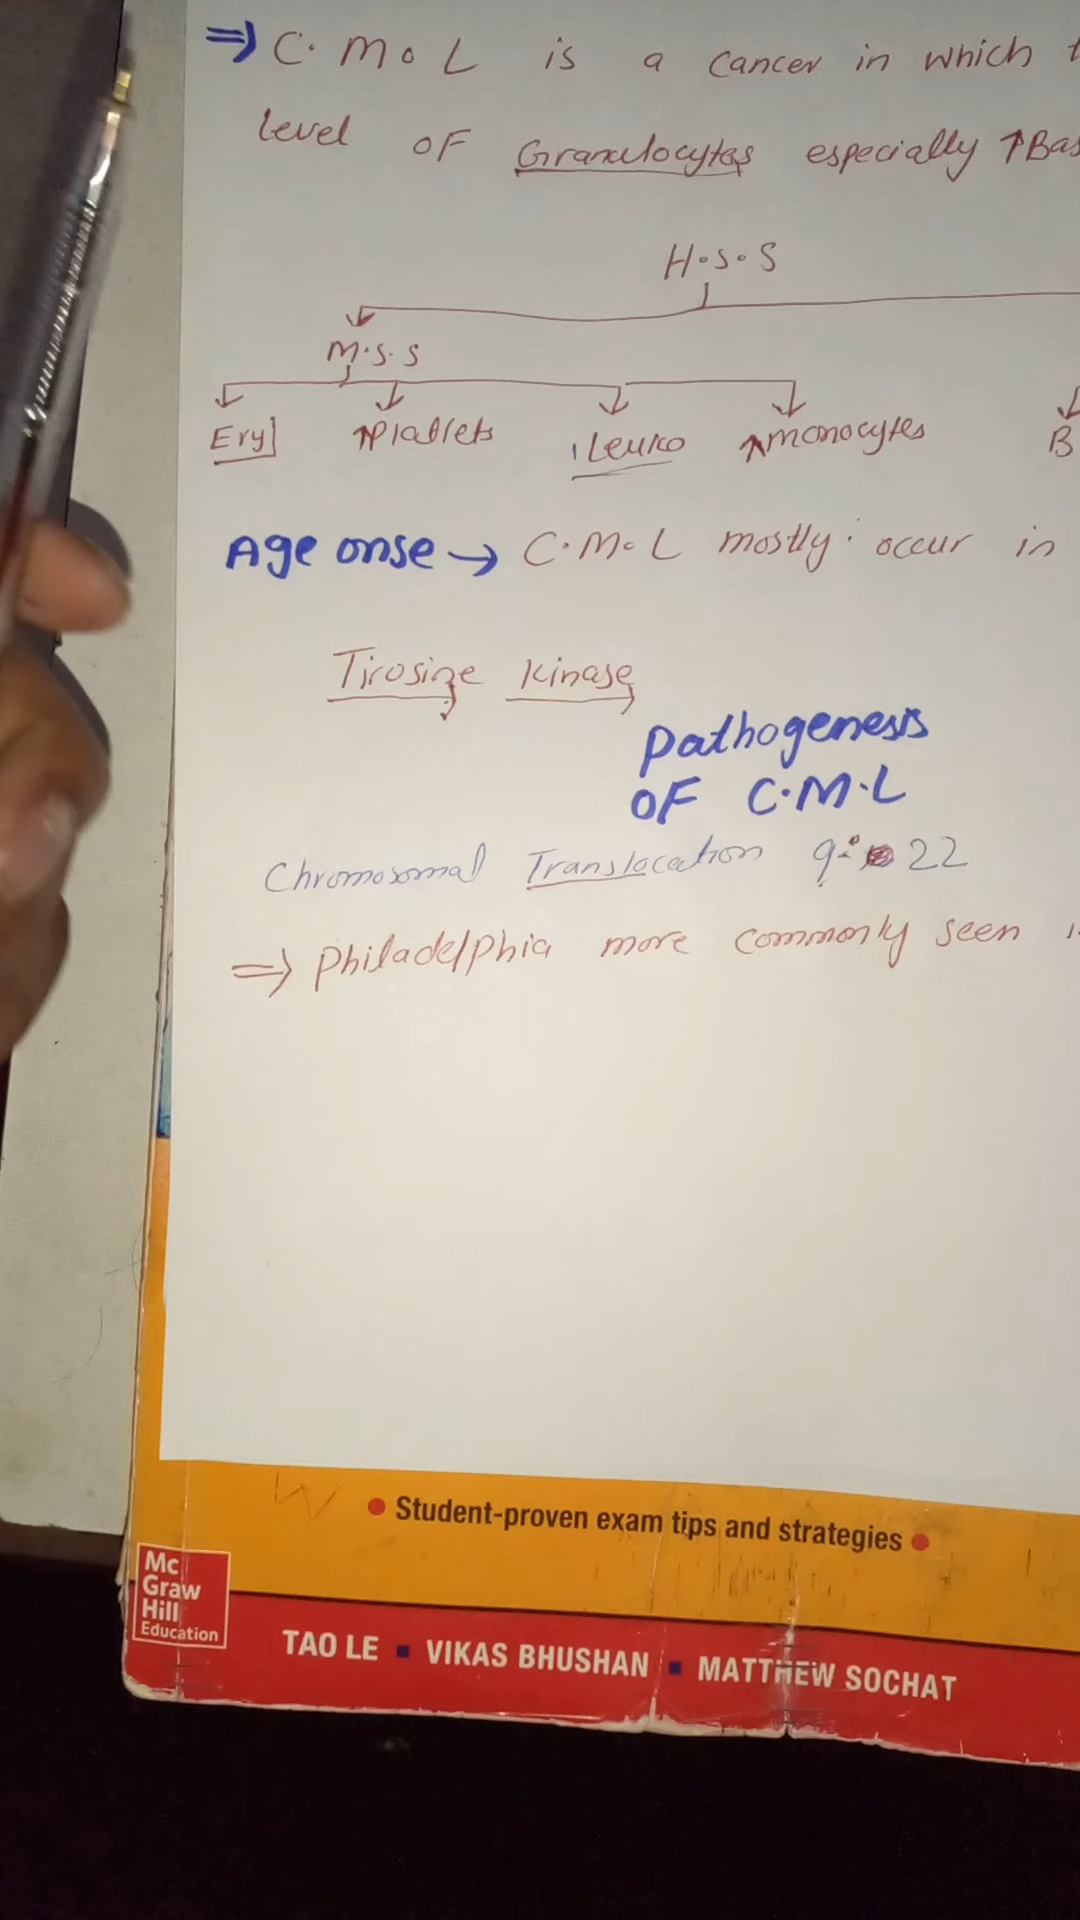 ⇒ C.M.L is a cancer in which
level OF Granulocytes especially ↑Bas
H.S.S
M.S.S
Ery ↑Platlets Leuko ↑Monocytes B
Age onse → C.M.L mostly occur in
Tirosine kinase
Pathogenesis
OF C.M.L
Chromosomal Translocation 9: 22
⇒ Philadelphia more commonly seen
• Student-proven exam tips and strategies •
Mc
Graw
Hill
Education
TAO LE ▪ VIKAS BHUSHAN ▪ MATTHEW SOCHAT